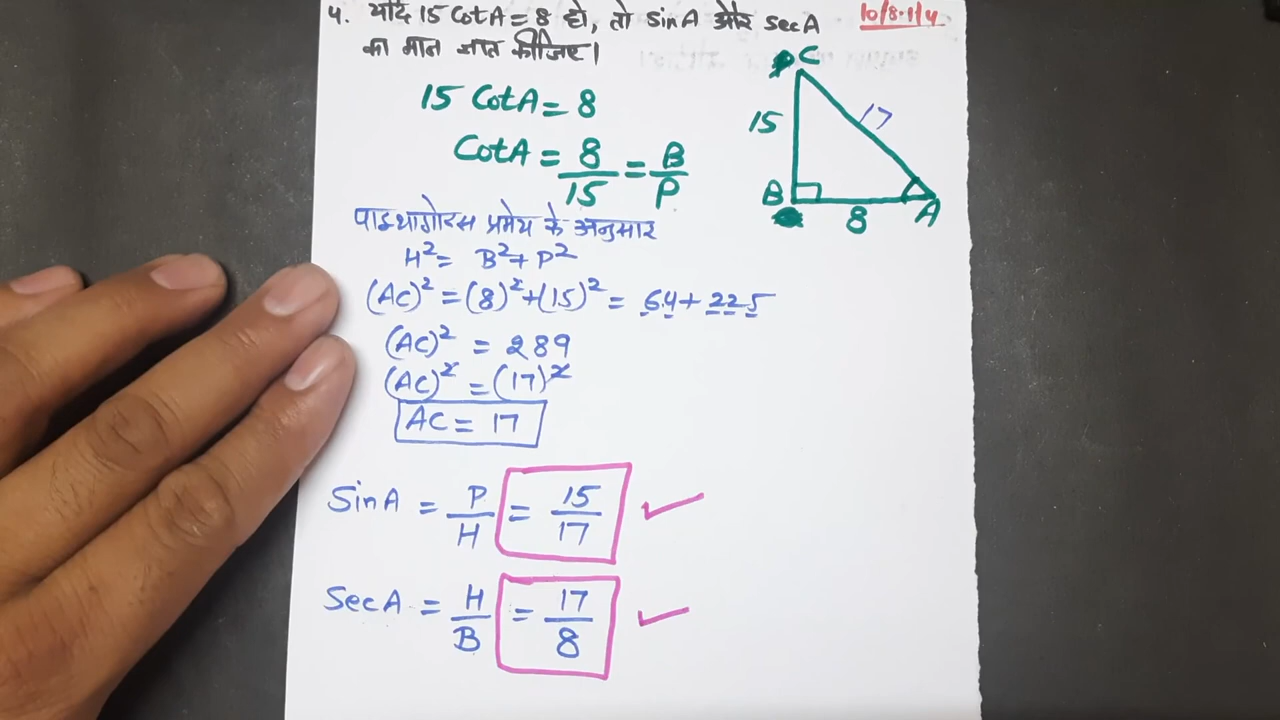 4. यदि 15 CotA = 8 हो, तो sin A और sec A
का मान ज्ञात कीजिए।
10/8.1/4
15 CotA = 8
CotA = 8/15 = B/P
C
15
17
B
8
A
पाइथागोरस प्रमेय के अनुसार
H² = B² + P²
(AC)² = (8)² + (15)² = 64 + 225
(AC)² = 289
(AC)² = (17)²
AC = 17
SinA = P/H = 15/17
SecA = H/B = 17/8